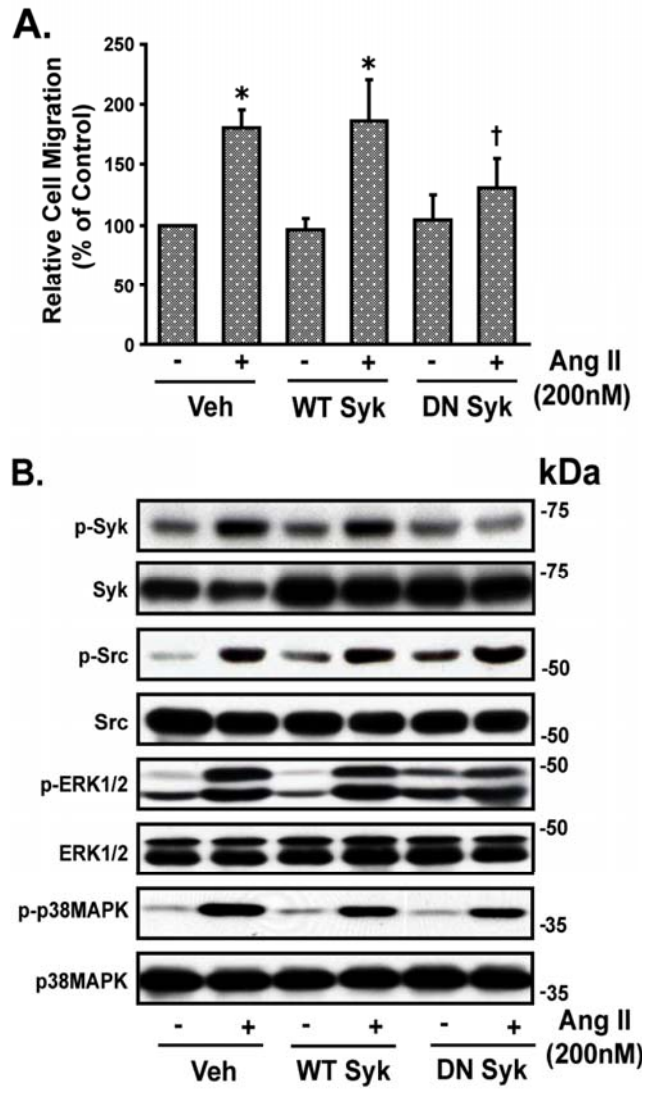 A.
Relative Cell Migration
(% of Control)
250
200
150
100
50
0
* * †
- + - + - + Ang II
Veh WT Syk DN Syk (200nM)
B. kDa
p-Syk -75
Syk -75
p-Src -50
Src -50
p-ERK1/2 -50
ERK1/2 -50
p-p38MAPK -35
p38MAPK -35
- + - + - + Ang II
Veh WT Syk DN Syk (200nM)